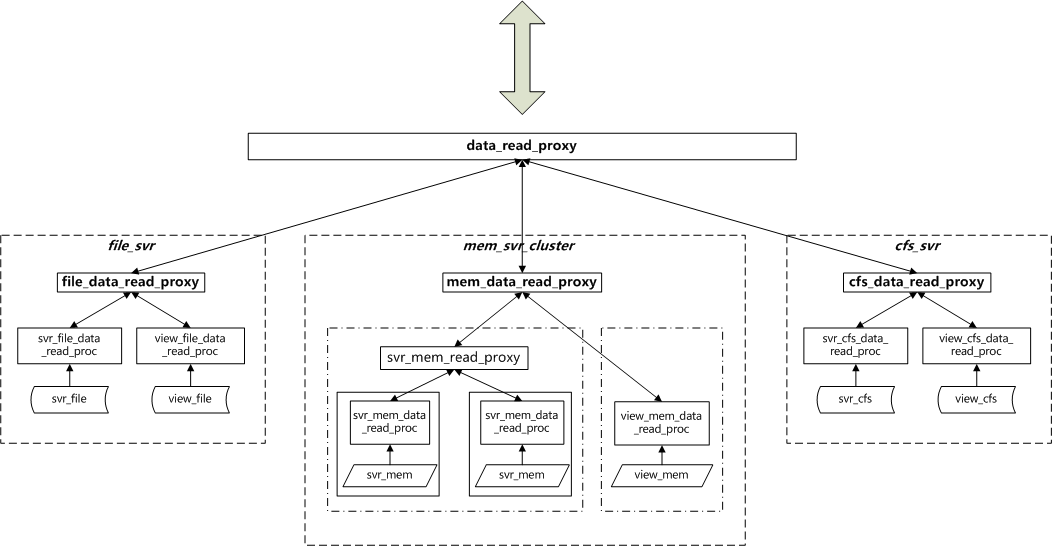 data_read_proxy
file_svr
mem_svr_cluster
cfs_svr
file_data_read_proxy
mem_data_read_proxy
cfs_data_read_proxy
svr_file_data
_read_proc
view_file_data
_read_proc
svr_cfs_data_
read_proc
view_cfs_data_
read_proc
svr_mem_read_proxy
svr_file
view_file
svr_cfs
view_cfs
svr_mem_data
_read_proc
svr_mem_data
_read_proc
view_mem_data
_read_proc
svr_mem
svr_mem
view_mem